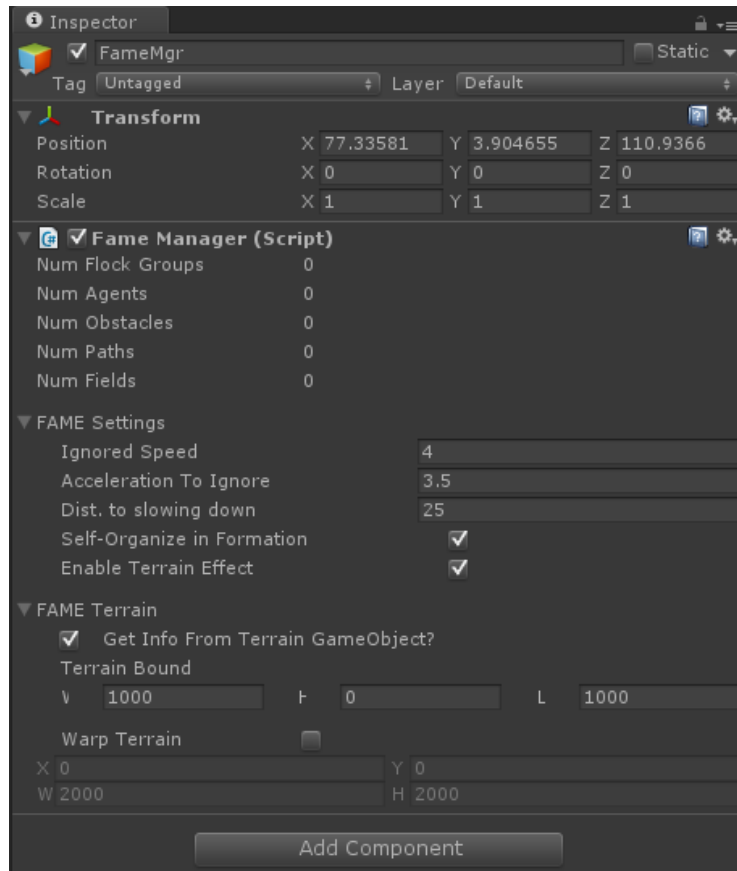 Inspector
FameMgr Static
Tag Untagged Layer Default
Transform
Position X 77.33581 Y 3.904655 Z 110.9366
Rotation X 0 Y 0 Z 0
Scale X 1 Y 1 Z 1
Fame Manager (Script)
Num Flock Groups 0
Num Agents 0
Num Obstacles 0
Num Paths 0
Num Fields 0
FAME Settings
Ignored Speed 4
Acceleration To Ignore 3.5
Dist. to slowing down 25
Self-Organize in Formation
Enable Terrain Effect
FAME Terrain
Get Info From Terrain GameObject?
Terrain Bound
1000 0 L 1000
Warp Terrain
X 0 Y 0
W 2000 H 2000
Add Component